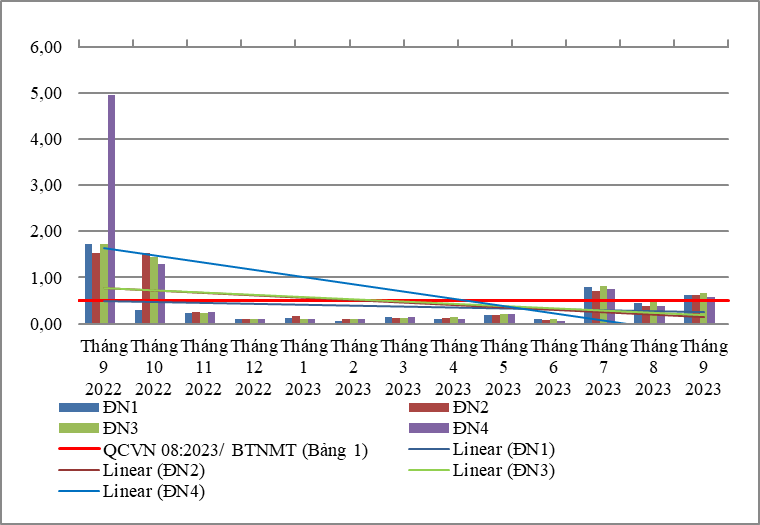 6,00
5,00
4,00
3,00
2,00
1,00
0,00
Tháng Tháng Tháng Tháng Tháng Tháng Tháng Tháng Tháng Tháng Tháng Tháng Tháng
9 10 11 12 1 2 3 4 5 6 7 8 9
2022 2022 2022 2022 2023 2023 2023 2023 2023 2023 2023 2023 2023
ĐN1 ĐN2
ĐN3 ĐN4
QCVN 08:2023/ BTNMT (Bảng 1) Linear (ĐN1)
Linear (ĐN2) Linear (ĐN3)
Linear (ĐN4)